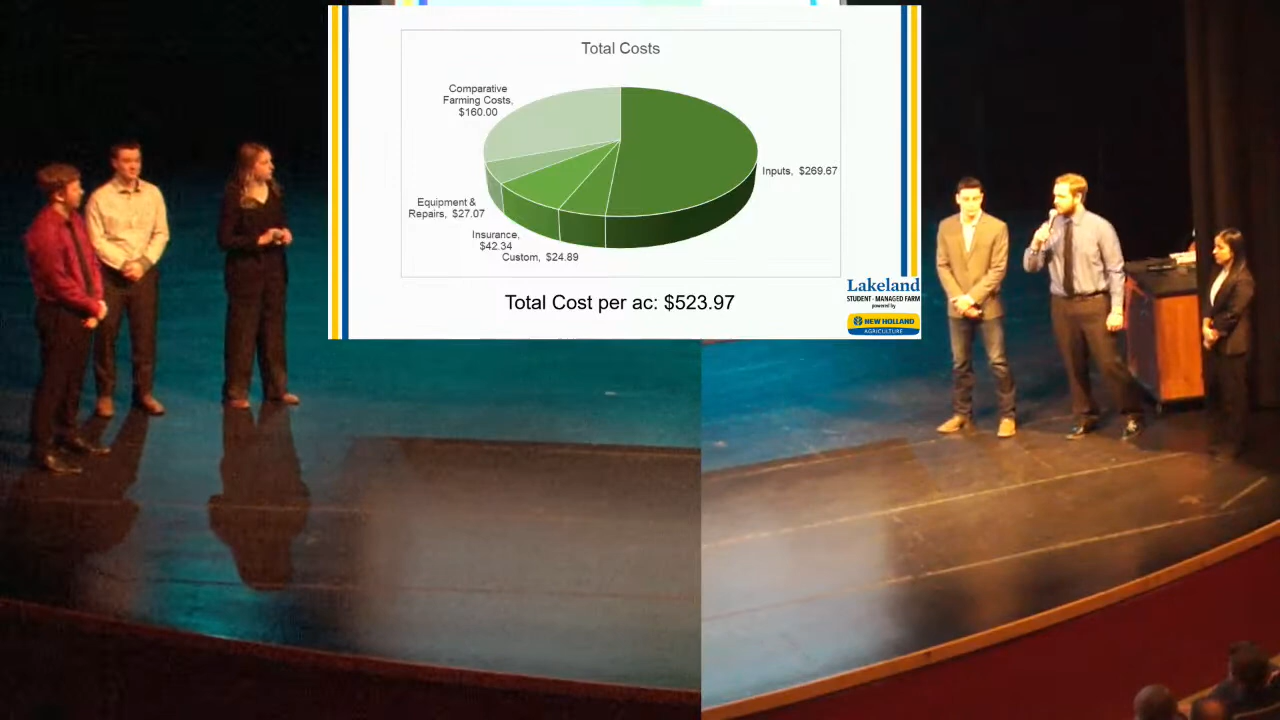 Total Costs
Comparative
Farming Costs,
$160.00
Inputs, $269.67
Equipment &
Repairs, $27.07
Insurance,
$42.34
Custom, $24.89
Total Cost per ac: $523.97
Lakeland
STUDENT - MANAGED FARM
powered by
NEW HOLLAND
AGRICULTURE